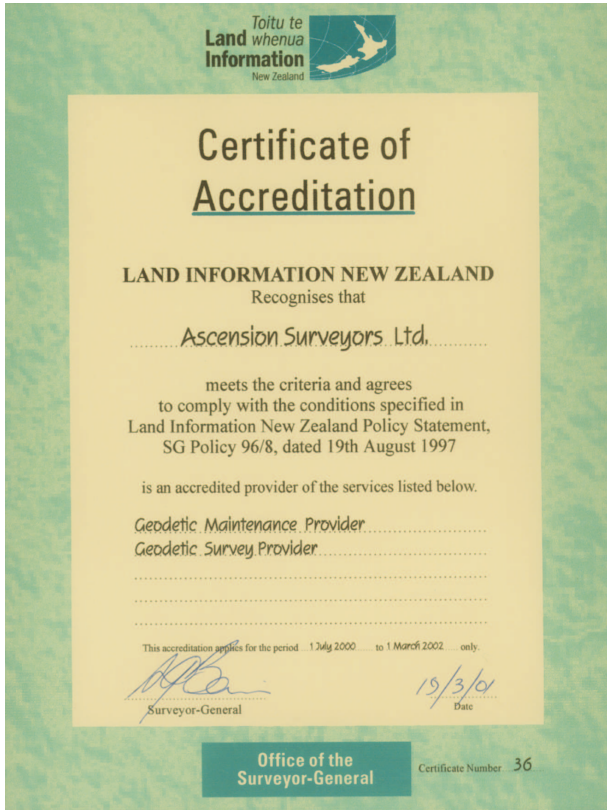 Toitu te
Land whenua
Information
New Zealand
Certificate of
Accreditation
LAND INFORMATION NEW ZEALAND
Recognises that
Ascension Surveyors Ltd.
meets the criteria and agrees
to comply with the conditions specified in
Land Information New Zealand Policy Statement,
SG Policy 96/8, dated 19th August 1997
is an accredited provider of the services listed below.
Geodetic Maintenance Provider
Geodetic Survey Provider
This accreditation applies for the period 1 July 2000 to 1 March 2002 only.
19/3/01
Surveyor-General Date
Office of the
Surveyor-General
Certificate Number 36